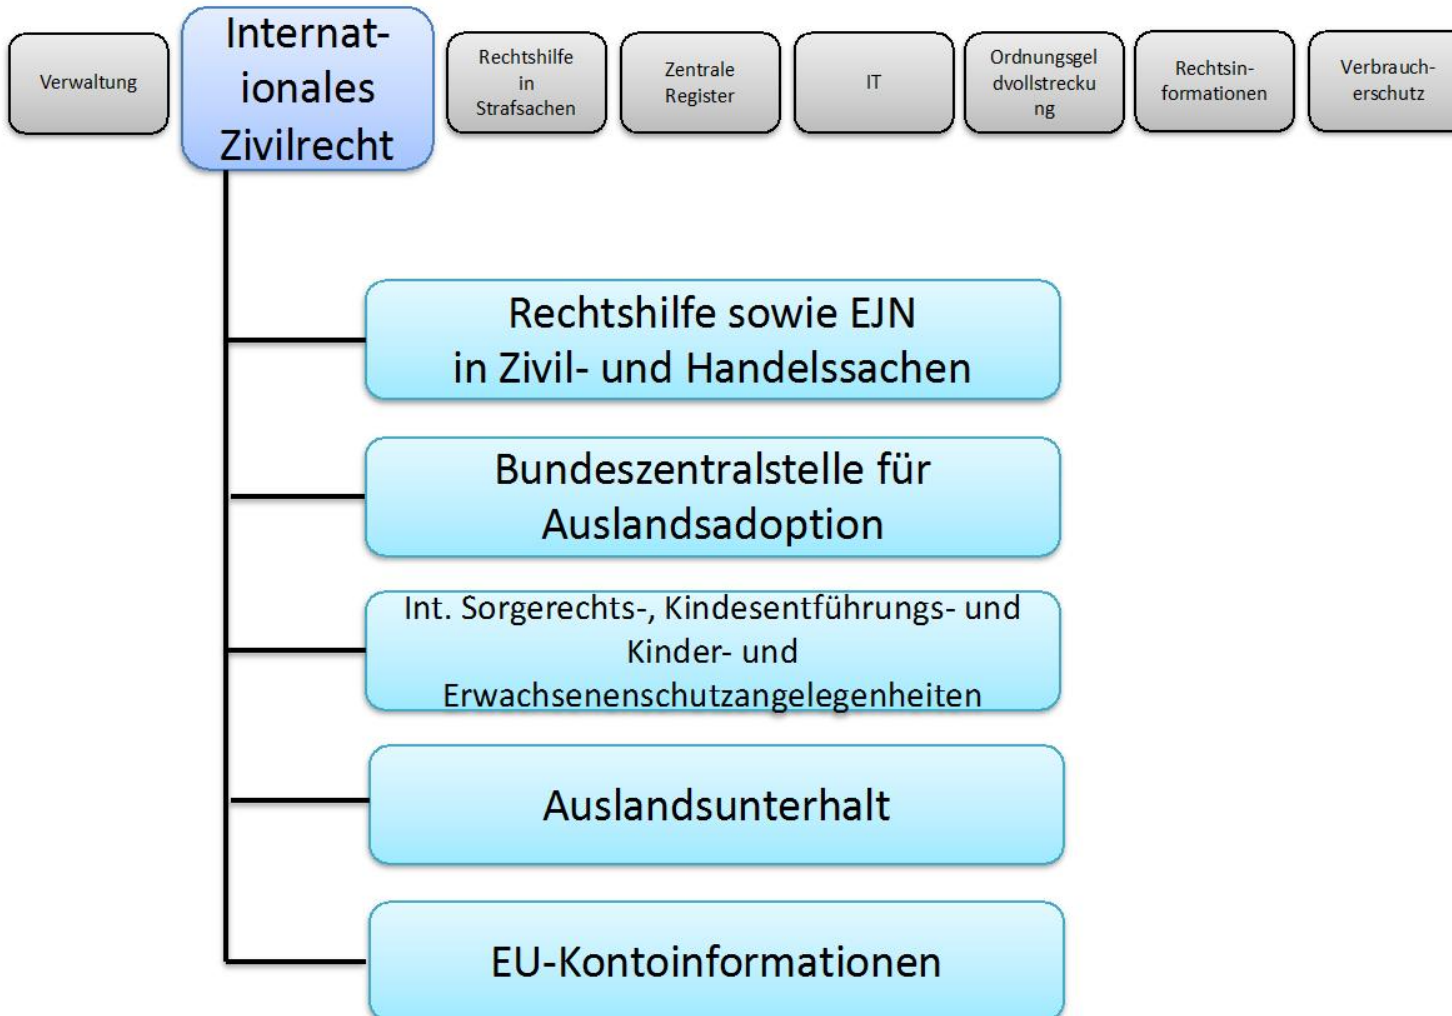 Verwaltung
Internat-
ionales
Zivilrecht
Rechtshilfe
in
Strafsachen
Zentrale
Register
IT
Ordnungsgel
dvollstrecku
ng
Rechtsin-
formationen
Verbrauch-
erschutz
Rechtshilfe sowie EJN
in Zivil- und Handelssachen
Bundeszentralstelle für
Auslandsadoption
Int. Sorgerechts-, Kindesentführungs- und
Kinder- und
Erwachsenenschutzangelegenheiten
Auslandsunterhalt
EU-Kontoinformationen